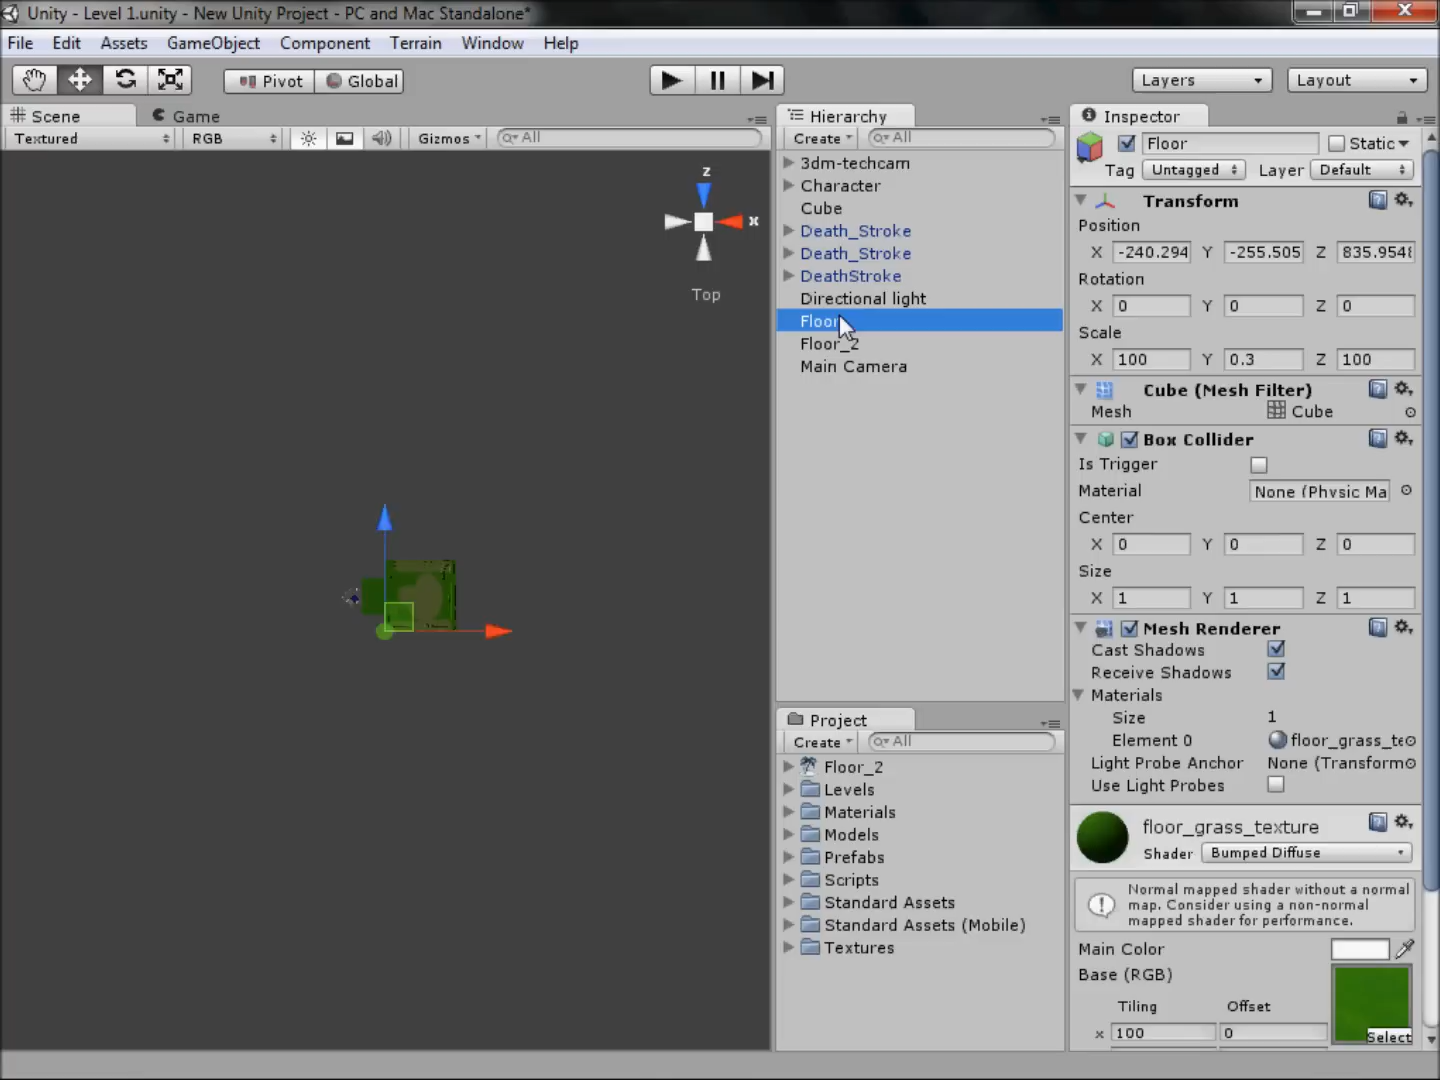 Unity - Level 1.unity - New Unity Project - PC and Mac Standalone*
File Edit Assets GameObject Component Terrain Window Help
Pivot Global Layers Layout
Scene Game
Textured RGB Gizmos All
z
x
Top
Hierarchy
Create All
3dm-techcam
Character
Cube
Death_Stroke
Death_Stroke
DeathStroke
Directional light
Floor
Floor_2
Main Camera
Project
Create All
Floor_2
Levels
Materials
Models
Prefabs
Scripts
Standard Assets
Standard Assets (Mobile)
Textures
Inspector
Floor Static
Tag Untagged Layer Default
Transform
Position
X -240.294 Y -255.505 Z 835.9548
Rotation
X 0 Y 0 Z 0
Scale
X 100 Y 0.3 Z 100
Cube (Mesh Filter)
Mesh Cube
Box Collider
Is Trigger
Material None (Physic Ma
Center
X 0 Y 0 Z 0
Size
X 1 Y 1 Z 1
Mesh Renderer
Cast Shadows
Receive Shadows
Materials
Size 1
Element 0 floor_grass_te
Light Probe Anchor None (Transform
Use Light Probes
floor_grass_texture
Shader Bumped Diffuse
Normal mapped shader without a normal
map. Consider using a non-normal
mapped shader for performance.
Main Color
Base (RGB)
Tiling Offset
x 100 0
Select